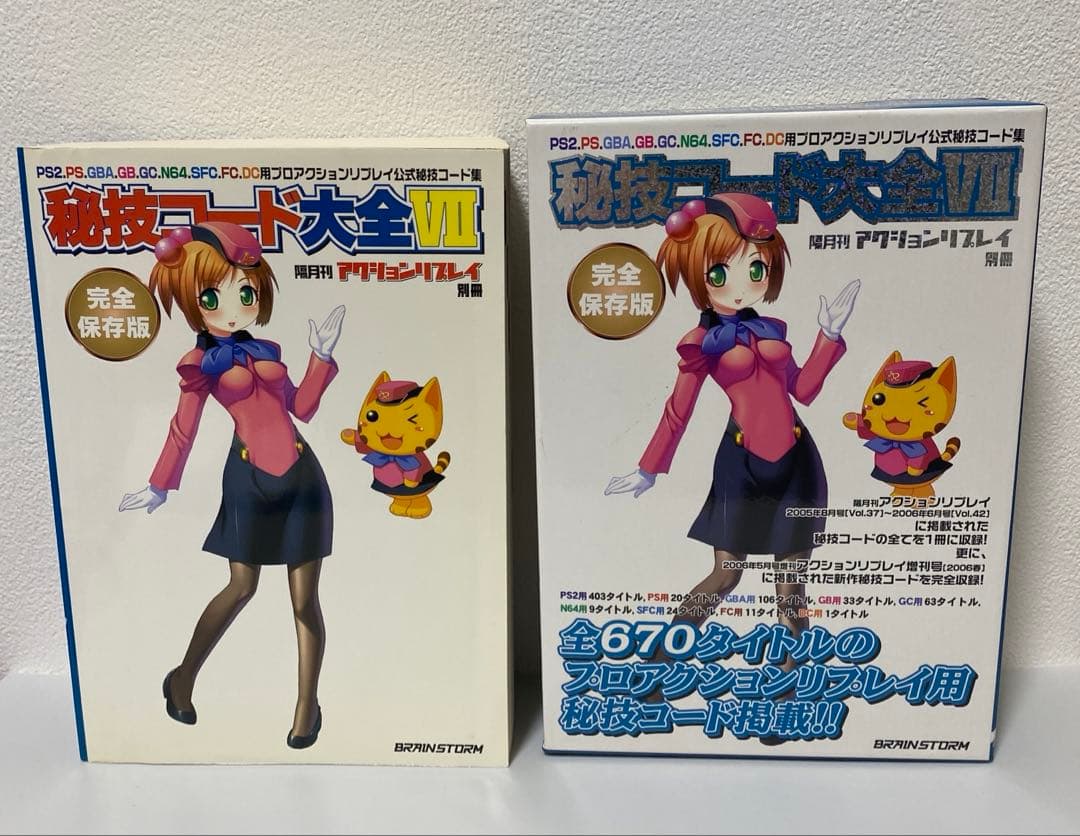 PS2.PS.GBA.GB.GC.N64.SFC.FC.DC用プロアクションリプレイ公式秘技コード集
秘技コード大全VII
隔月刊 アクションリプレイ
別冊
完全
保存版
BRAINSTORM
PS2.PS.GBA.GB.GC.N64.SFC.FC.DC用プロアクションリプレイ公式秘技コード集
秘技コード大全VII
隔月刊 アクションリプレイ
別冊
完全
保存版
隔月刊アクションリプレイ
2005年8月号[Vol.37]〜2006年6月号[Vol.42]
に掲載された
秘技コードの全てを1冊に収録!
更に、
2006年5月号増刊アクションリプレイ増刊号[2006春]
に掲載された新作秘技コードを完全収録!
PS2用403タイトル, PS用20タイトル, GBA用106タイトル, GB用33タイトル, GC用63タイトル,
N64用9タイトル, SFC用24タイトル, FC用11タイトル, DC用1タイトル
全670タイトルの
プロアクションリプレイ用
秘技コード掲載!!
BRAINSTORM